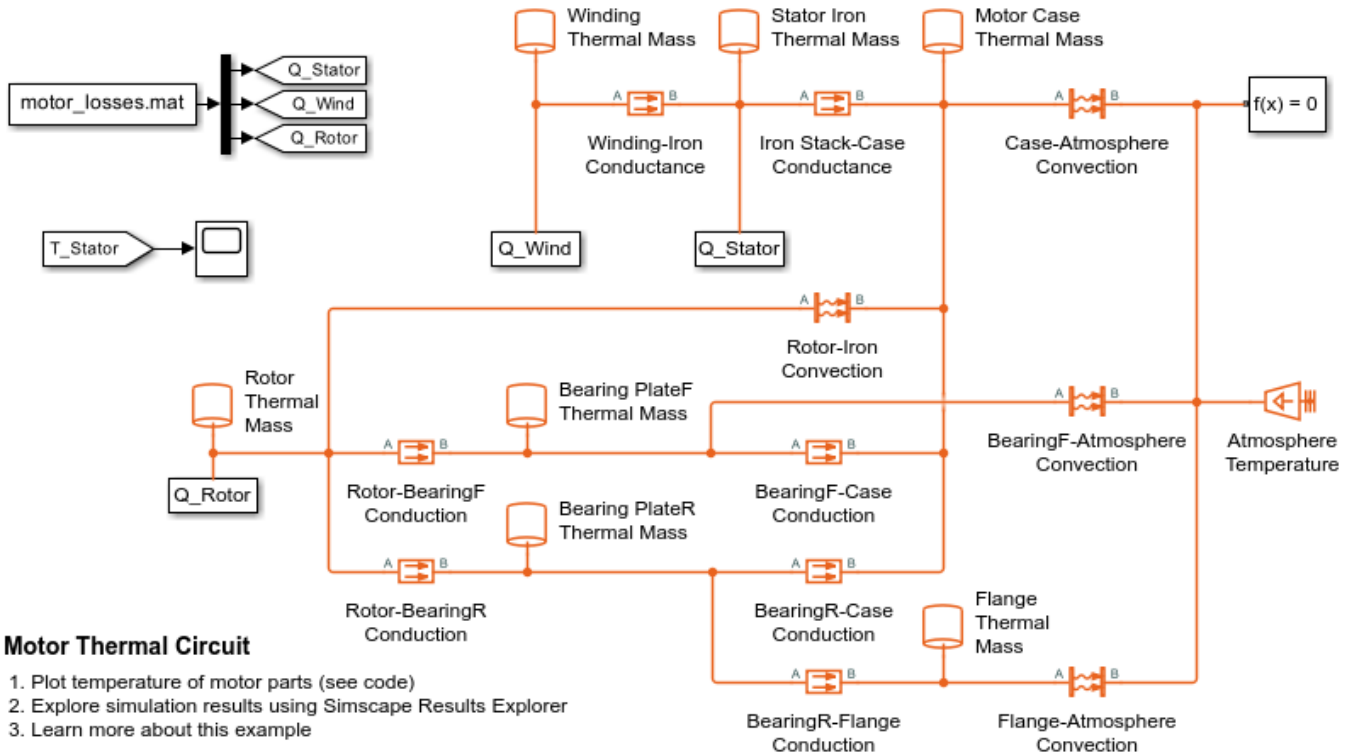 motor_losses.mat
Q_Stator
Q_Wind
Q_Rotor
T_Stator
Winding
Thermal Mass
Stator Iron
Thermal Mass
Motor Case
Thermal Mass
A
B
Winding-Iron
Conductance
A
B
Iron Stack-Case
Conductance
A
B
Case-Atmosphere
Convection
f(x) = 0
Q_Wind
Q_Stator
A
B
Rotor-Iron
Convection
Rotor
Thermal
Mass
Q_Rotor
Bearing PlateF
Thermal Mass
A
B
Rotor-BearingF
Conduction
A
B
BearingF-Case
Conduction
A
B
BearingF-Atmosphere
Convection
Atmosphere
Temperature
Bearing PlateR
Thermal Mass
A
B
Rotor-BearingR
Conduction
A
B
BearingR-Case
Conduction
Flange
Thermal
Mass
A
B
BearingR-Flange
Conduction
A
B
Flange-Atmosphere
Convection
Motor Thermal Circuit
1. Plot temperature of motor parts (see code)
2. Explore simulation results using Simscape Results Explorer
3. Learn more about this example